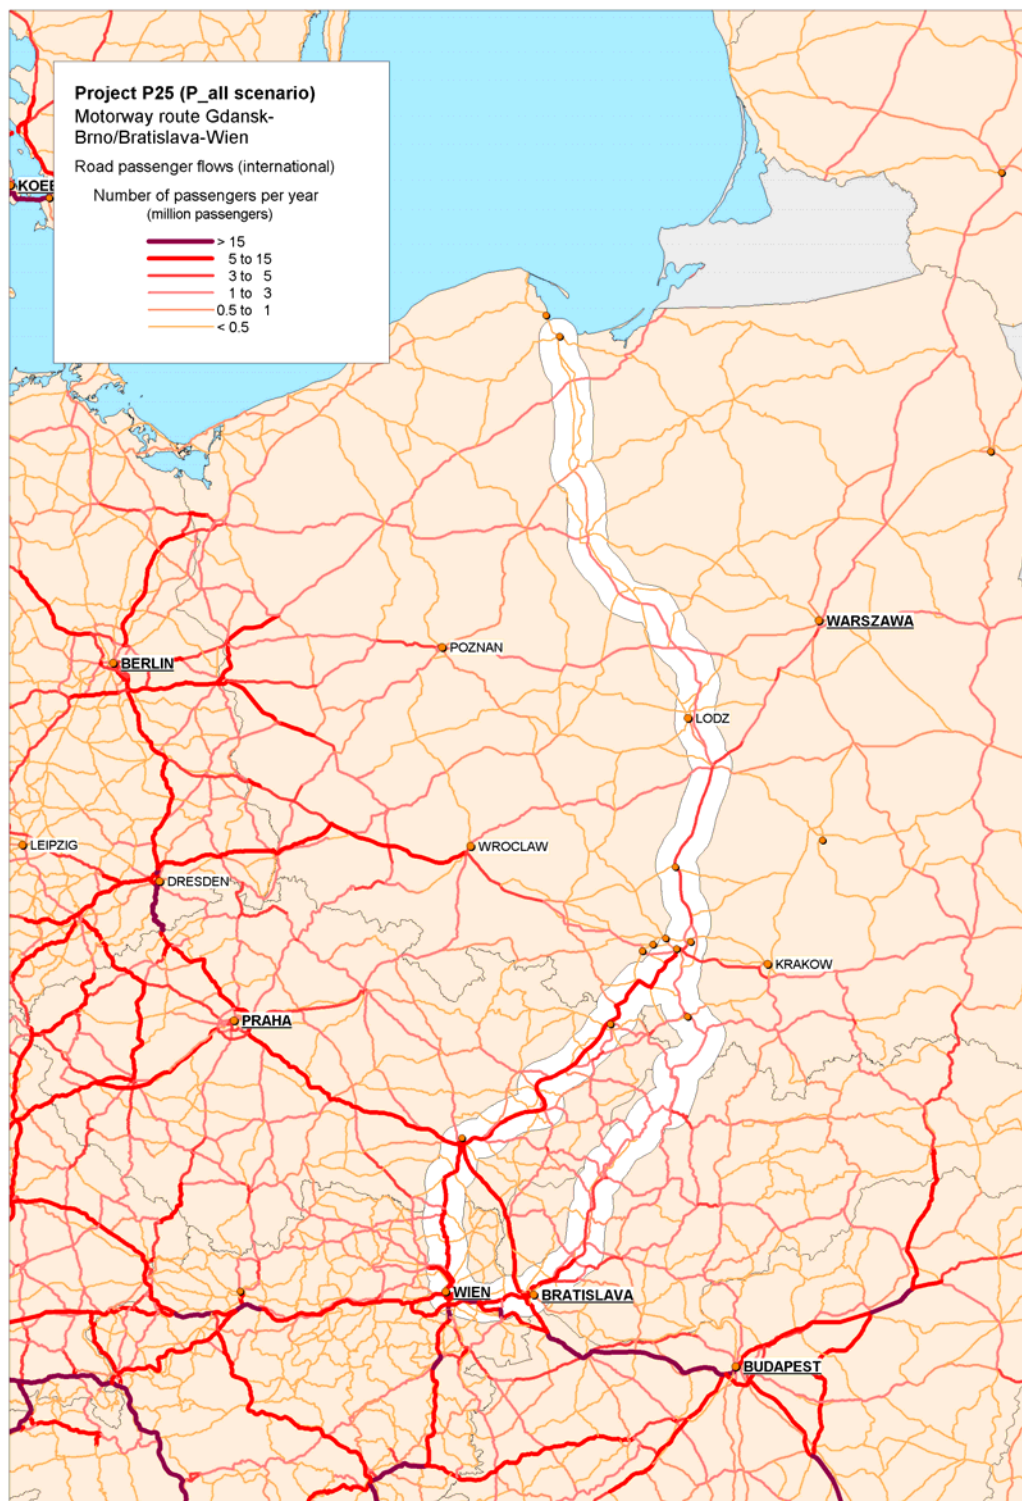 Project P25 (P_all scenario)
Motorway route Gdansk-
Brno/Bratislava-Wien
Road passenger flows (international)
Number of passengers per year
(million passengers)
> 15
5 to 15
3 to 5
1 to 3
0.5 to 1
< 0.5
WARSZAWA
POZNAN
BERLIN
LODZ
LEIPZIG
WROCLAW
DRESDEN
KRAKOW
PRAHA
WIEN
BRATISLAVA
BUDAPEST